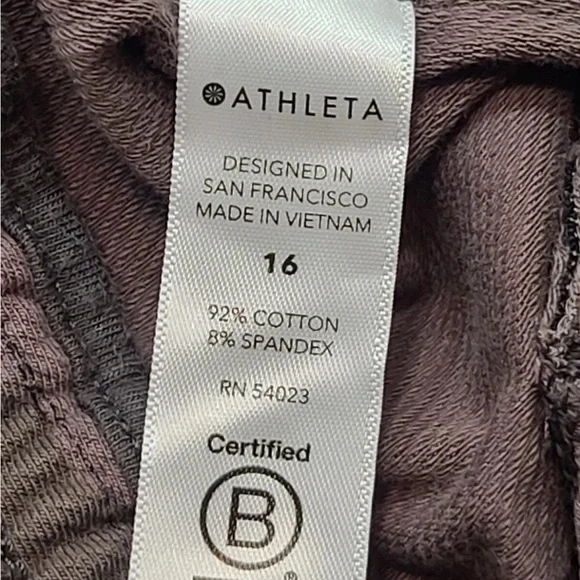 ATHLETA
DESIGNED IN
SAN FRANCISCO
MADE IN VIETNAM
16
92% COTTON
8% SPANDEX
RN 54023
Certified
B
®